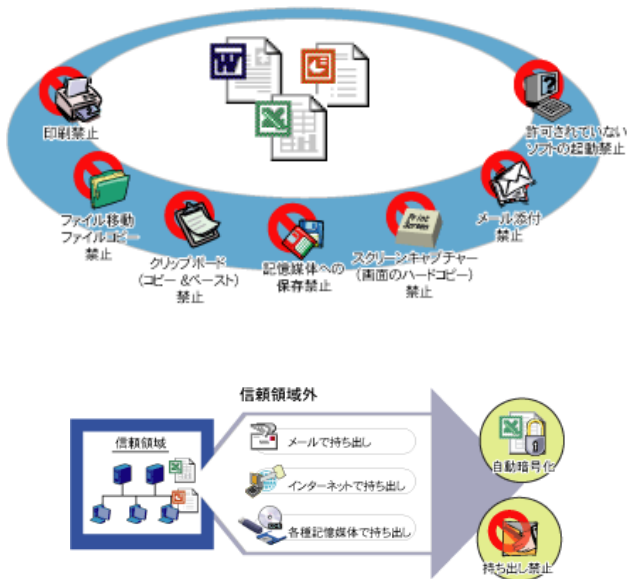 印刷禁止
許可されていない
ソフトの起動禁止
ファイル移動
ファイルコピー
禁止
クリップボード
(コピー &ペースト)
禁止
記憶媒体への
保存禁止
Print
Screen
スクリーンキャプチャー
(画面のハードコピー)
禁止
メール添付
禁止
信頼領域外
信頼領域
メールで持ち出し
インターネットで持ち出し
各種記憶媒体で持ち出し
自動暗号化
持ち出し禁止